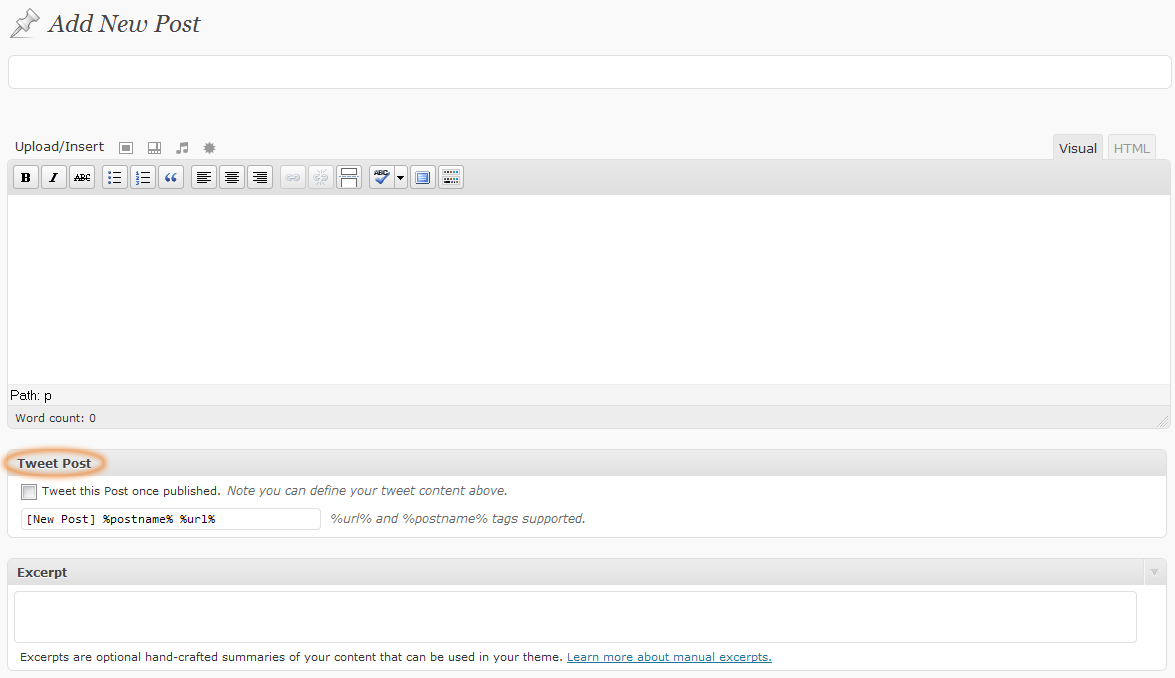 Add New Post
Upload/Insert
Visual HTML
B I ABC ABC
Path: p
Word count: 0
Tweet Post
Tweet this Post once published. Note you can define your tweet content above.
[New Post] %postname% %url% %url% and %postname% tags supported.
Excerpt
Excerpts are optional hand-crafted summaries of your content that can be used in your theme. Learn more about manual excerpts.